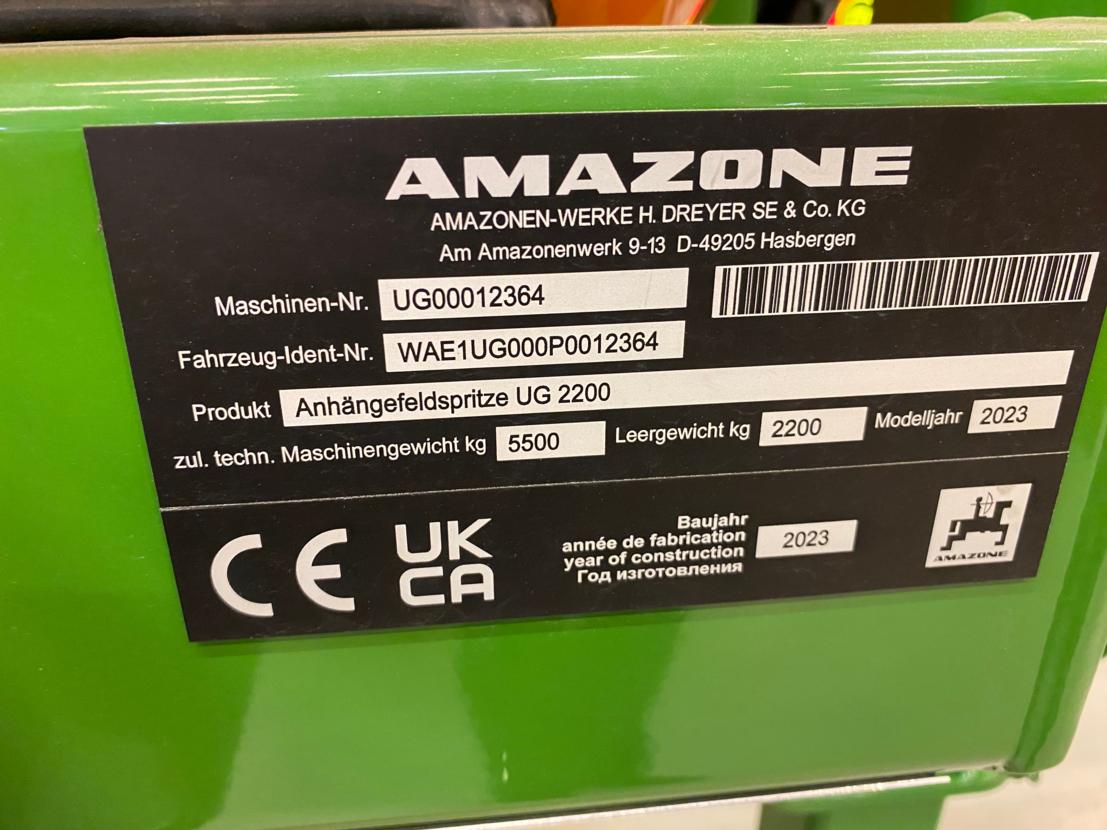 AMAZONE
AMAZONEN-WERKE H. DREYER SE & Co. KG
Am Amazonenwerk 9-13 D-49205 Hasbergen
Maschinen-Nr. UG00012364
Fahrzeug-Ident-Nr. WAE1UG000P0012364
Produkt Anhängefeldspritze UG 2200
zul. techn. Maschinengewicht kg 5500 Leergewicht kg 2200 Modelljahr 2023
CE UK
CA
Baujahr
année de fabrication
year of construction 2023
Год изготовления
AMAZONE